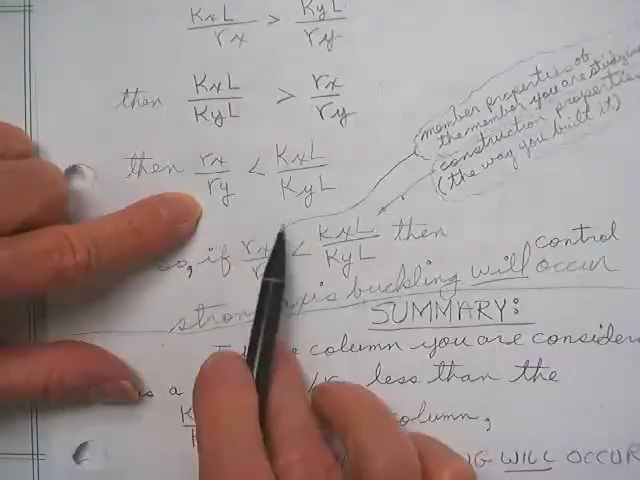 KxL / rx > KyL / ry
then KxL / KyL > rx / ry
then rx / ry < KxL / KyL
member properties of
the member you are studying
construction properties
(the way you built it)
so, if rx / r < KxL / KyL then
control
strong axis buckling will occur
SUMMARY:
column you are consider
a less than the
K column,
WILL OCCUR